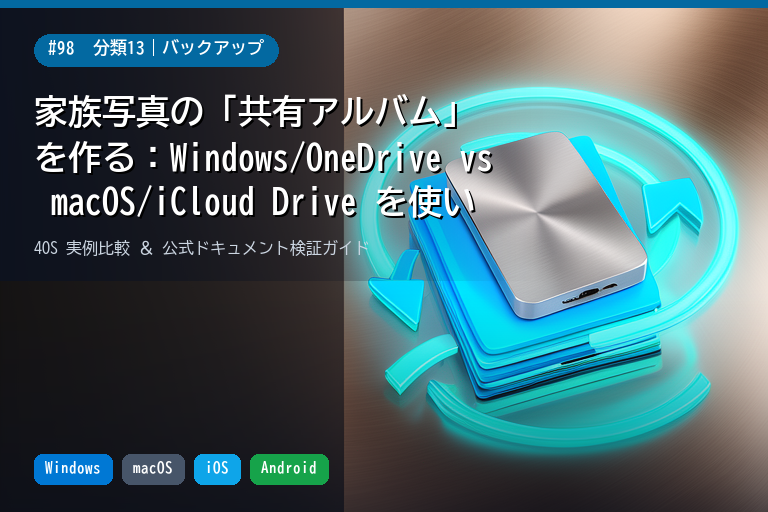 #98 分類13｜バックアップ
家族写真の「共有アルバム」
を作る：Windows/OneDrive vs
macOS/iCloud Drive を使い
4OS 実例比較 & 公式ドキュメント検証ガイド
Windows macOS iOS Android